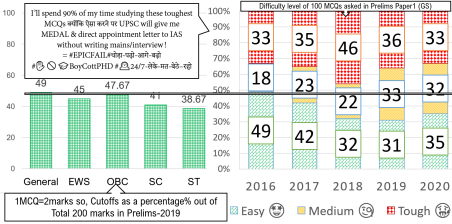 I'll spend 90% of my time studying these toughest
MCQs क्योंकि ऐसा करने पर UPSC will give me
MEDAL & direct appointment letter to IAS
without writing mains/interview !
= #EPICFAIL#थोड़ा-पढ़ो-आगे-बढ़ो
BoyCottPHD # 24/7-लेके-मत-बैठे-रहो
49 45 47.67 41 38.67
General EWS OBC SC ST
1MCQ=2marks so, Cutoffs as a percentage% out of
Total 200 marks in Prelims-2019
Difficulty level of 100 MCQs asked in Prelims Paper1 (GS)
100%
90%
80%
70%
60%
50%
40%
30%
20%
10%
0%
33 35 46 36 33
18 23 22 33 32
49 42 32 31 35
2016 2017 2018 2019 2020
Easy Medium Tough